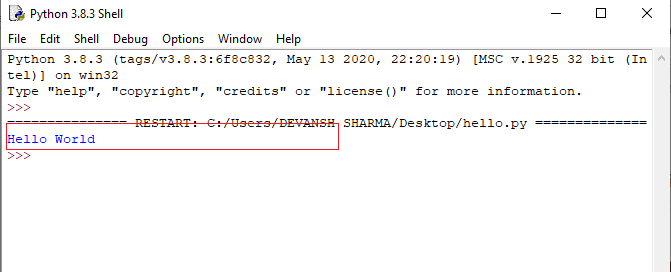 Python 3.8.3 Shell
File Edit Shell Debug Options Window Help
Python 3.8.3 (tags/v3.8.3:6f8c832, May 13 2020, 22:20:19) [MSC v.1925 32 bit (In
tel)] on win32
Type "help", "copyright", "credits" or "license()" for more information.
>>>
=============== RESTART: C:/Users/DEVANSH SHARMA/Desktop/hello.py ==============
Hello World
>>>